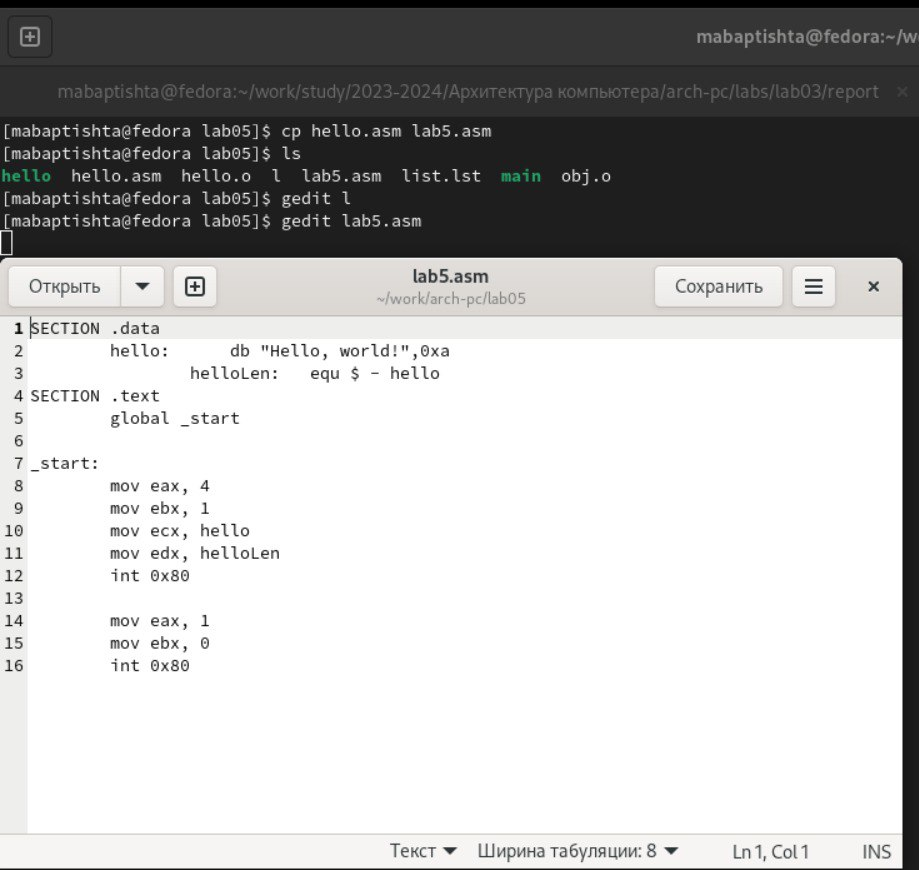 mabaptishta@fedora:~/w
mabaptishta@fedora:~/work/study/2023-2024/Архитектура компьютера/arch-pc/labs/lab03/report ×
[mabaptishta@fedora lab05]$ cp hello.asm lab5.asm
[mabaptishta@fedora lab05]$ ls
hello  hello.asm  hello.o  l  lab5.asm  list.lst  main  obj.o
[mabaptishta@fedora lab05]$ gedit l
[mabaptishta@fedora lab05]$ gedit lab5.asm
Открыть lab5.asm Сохранить ×
~/work/arch-pc/lab05
1 SECTION .data
2         hello:      db "Hello, world!",0xa
3                 helloLen:   equ $ - hello
4 SECTION .text
5         global _start
6
7 _start:
8         mov eax, 4
9         mov ebx, 1
10         mov ecx, hello
11         mov edx, helloLen
12         int 0x80
13
14         mov eax, 1
15         mov ebx, 0
16         int 0x80
Текст Ширина табуляции: 8 Ln 1, Col 1 INS